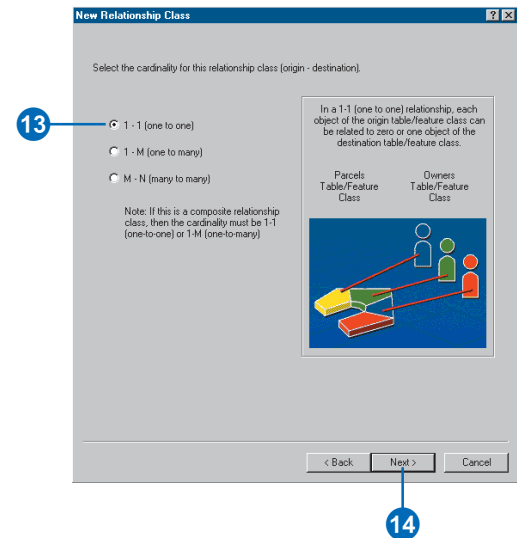 New Relationship Class
Select the cardinality for this relationship class (origin - destination).
13
1 - 1 (one to one)
1 - M (one to many)
M - N (many to many)
Note: If this is a composite relationship
class, then the cardinality must be 1-1
(one-to-one) or 1-M (one-to-many)
In a 1-1 (one to one) relationship, each
object of the origin table/feature class can
be related to zero or one object of the
destination table/feature class.
Parcels
Table/Feature
Class
Owners
Table/Feature
Class
< Back
Next >
Cancel
14